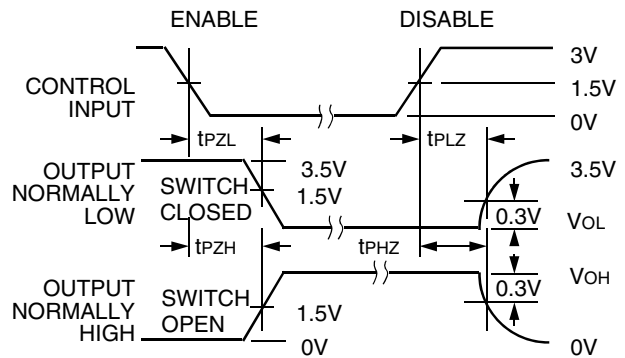 ENABLE DISABLE
3V
CONTROL
INPUT
1.5V
0V
tPZL tPLZ
OUTPUT
NORMALLY
LOW
SWITCH
CLOSED
3.5V
1.5V
3.5V
0.3V
VOL
tPZH tPHZ
OUTPUT
NORMALLY
HIGH
SWITCH
OPEN
1.5V
0V
0.3V
VOH
0V